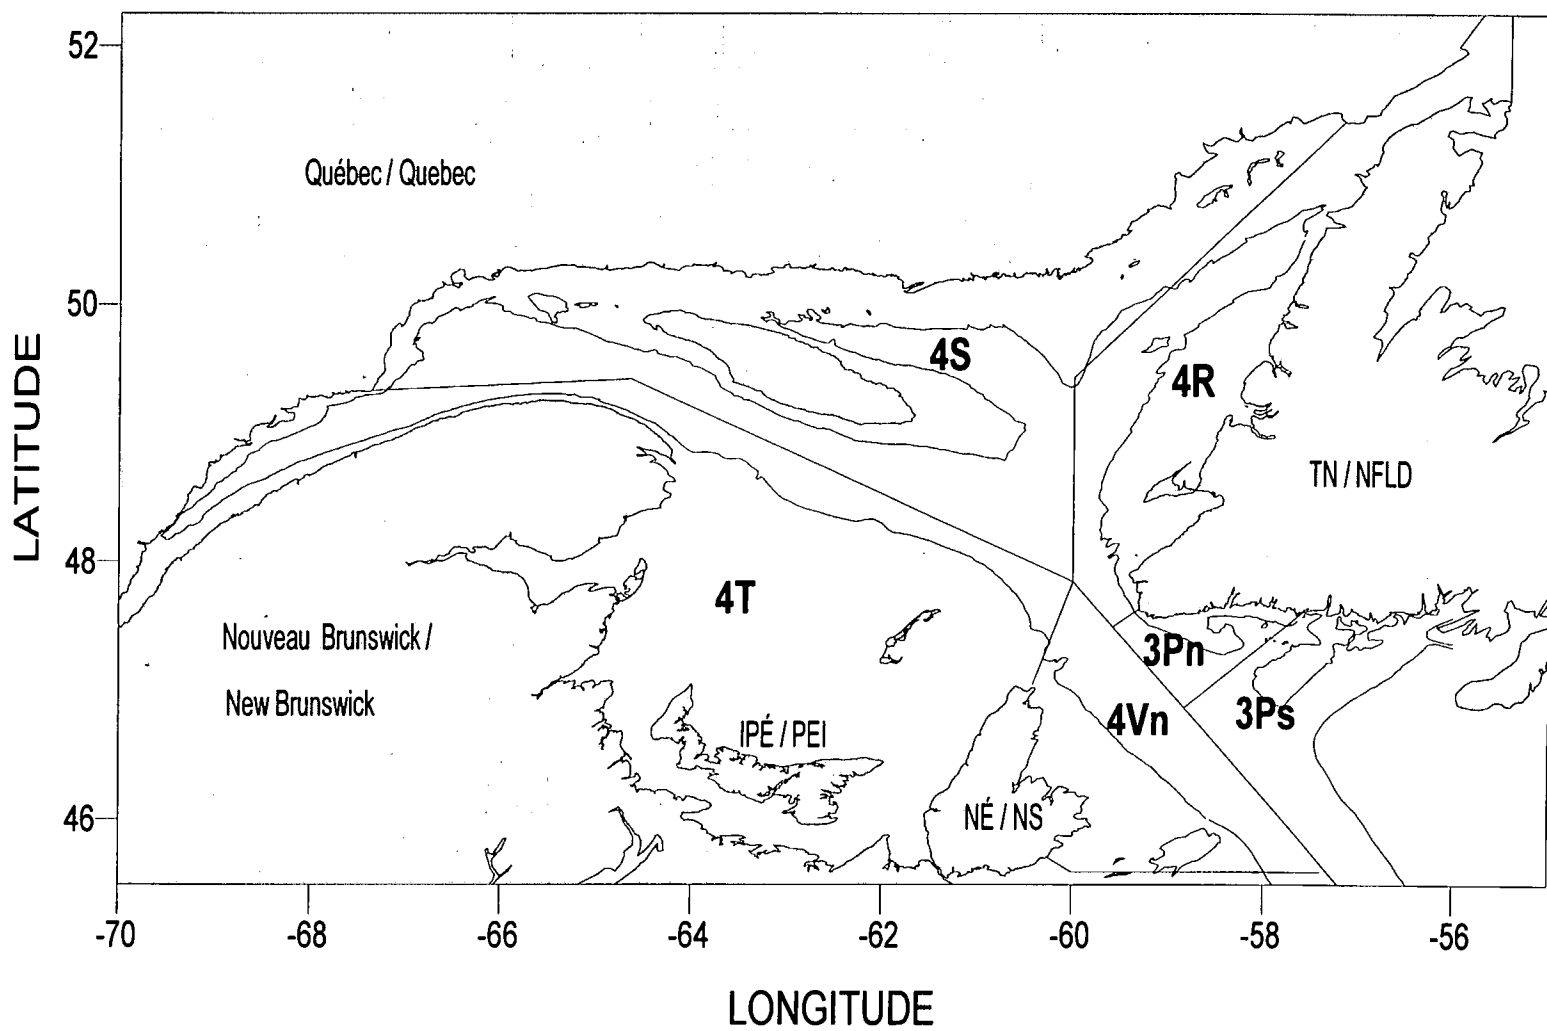 52
Québec / Quebec
50
LATITUDE
4S
4R
TN / NFLD
48
4T
Nouveau Brunswick /
New Brunswick
3Pn
3Ps
4Vn
IPÉ / PEI
NÉ / NS
46
-70 -68 -66 -64 -62 -60 -58 -56
LONGITUDE